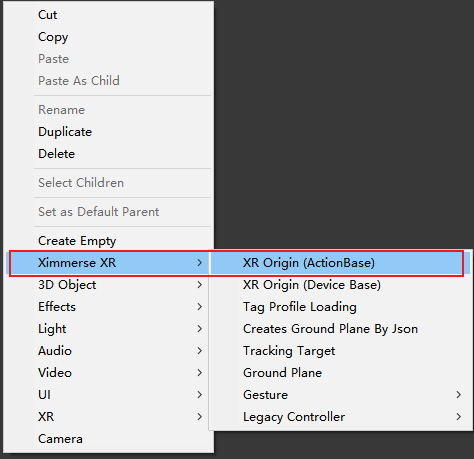 Cut
Copy
Paste
Paste As Child
Rename
Duplicate
Delete
Select Children
Set as Default Parent
Create Empty
Ximmerse XR
3D Object
Effects
Light
Audio
Video
UI
XR
Camera
XR Origin (ActionBase)
XR Origin (Device Base)
Tag Profile Loading
Creates Ground Plane By Json
Tracking Target
Ground Plane
Gesture
Legacy Controller